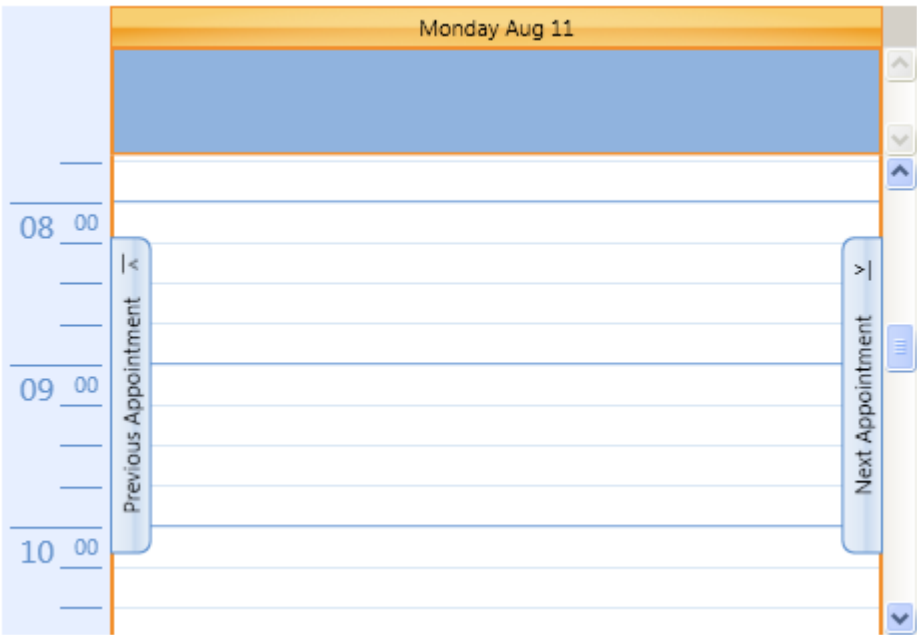 Monday Aug 11
08 00
Previous Appointment
Next Appointment
09 00
10 00